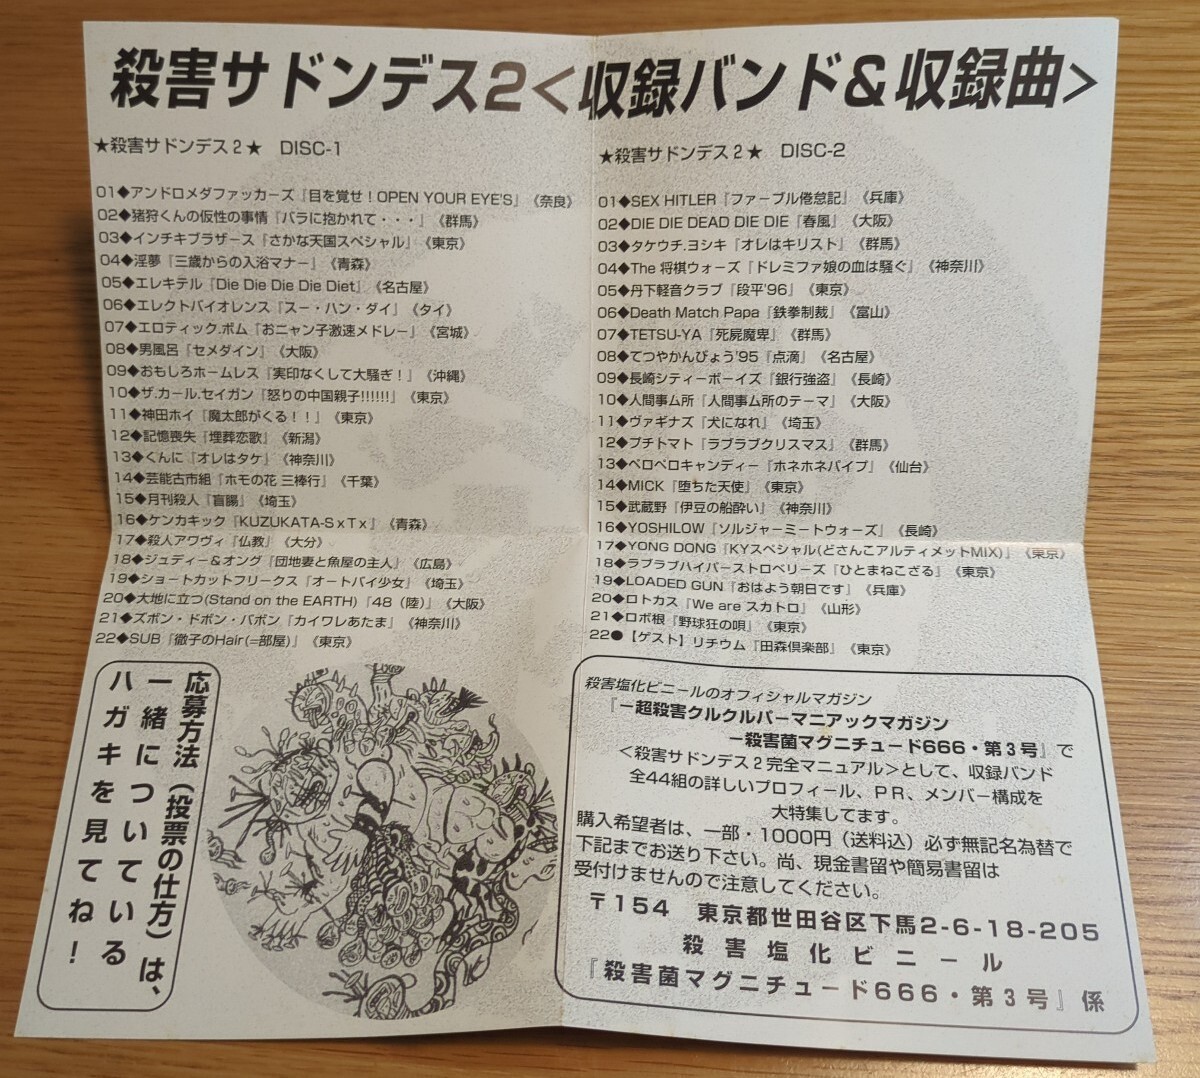 殺害サドンデス2<収録バンド&収録曲>
★殺害サドンデス2★ DISC-1
01◆アンドロメダファッカーズ『目を覚せ!OPEN YOUR EYE'S』《奈良》
02◆猪狩くんの仮性の事情『バラに抱かれて・・・』《群馬》
03◆インチキブラザース『さかな天国スペシャル』《東京》
04◆淫夢『三歳からの入浴マナー』《青森》
05◆エレキテル『Die Die Die Die Diet』《名古屋》
06◆エレクトバイオレンス『スー・ハン・ダイ』《タイ》
07◆エロティック.ボム『おニャン子激速メドレー』《宮城》
08◆男風呂『セメダイン』《大阪》
09◆おもしろホームレス『実印なくして大騒ぎ!』《沖縄》
10◆ザ.カール.セイガン『怒りの中国親子!!!!!!』《東京》
11◆神田ホイ『魔太郎がくる!!』《東京》
12◆記憶喪失『埋葬恋歌』《新潟》
13◆くんに『オレはタケ』《神奈川》
14◆芸能古市組『ホモの花 三棒行』《千葉》
15◆月刊殺人『盲腸』《埼玉》
16◆ケンカキック『KUZUKATA-SxTx』《青森》
17◆殺人アワヴィ『仏教』《大分》
18◆ジュディー&オング『団地妻と魚屋の主人』《広島》
19◆ショートカットフリークス『オートバイ少女』《埼玉》
20◆大地に立つ(Stand on the EARTH)『48(陸)』《大阪》
21◆ズボン・ドボン・バボン『カイワレあたま』《神奈川》
22◆SUB『徹子のHair(=部屋)』《東京》
★殺害サドンデス2★ DISC-2
01◆SEX HITLER『ファーブル倦怠記』《兵庫》
02◆DIE DIE DEAD DIE DIE『春風』《大阪》
03◆タケウチ.ヨシキ『オレはキリスト』《群馬》
04◆The 将棋ウォーズ『ドレミファ娘の血は騒ぐ』《神奈川》
05◆丹下軽音クラブ『段平'96』《東京》
06◆Death Match Papa『鉄拳制裁』《富山》
07◆TETSU-YA『死屍魔卑』《群馬》
08◆てつやかんびょう'95『点滴』《名古屋》
09◆長崎シティーボーイズ『銀行強盗』《長崎》
10◆人間事ム所『人間事ム所のテーマ』《大阪》
11◆ヴァギナズ『犬になれ』《埼玉》
12◆プチトマト『ラブラブクリスマス』《群馬》
13◆ペロペロキャンディー『ホネホネパイプ』《仙台》
14◆MICK『堕ちた天使』《東京》
15◆武蔵野『伊豆の船酔い』《神奈川》
16◆YOSHILOW『ソルジャーミートウォーズ』《長崎》
17◆YONG DONG『KYスペシャル(どさんこアルティメットMIX)』《東京》
18◆ラブラブハイパーストロベリーズ『ひとまねこざる』《東京》
19◆LOADED GUN『おはよう朝日です』《兵庫》
20◆ロトカス『We are スカトロ』《山形》
21◆ロボ根『野球狂の唄』《東京》
22●【ゲスト】リチウム『田森倶楽部』《東京》
応募方法(投票の仕方)は、
一緒についている
ハガキを見てね!
殺害塩化ビニールのオフィシャルマガジン
『ー超殺害クルクルパーマニアックマガジン
ー殺害菌マグニチュード666・第3号』で
<殺害サドンデス2完全マニュアル>として、収録バンド
全44組の詳しいプロフィール、PR、メンバー構成を
大特集してます。
購入希望者は、一部・1000円(送料込)必ず無記名為替で
下記までお送り下さい。尚、現金書留や簡易書留は
受付けませんので注意してください。
〒154 東京都世田谷区下馬2-6-18-205
殺害塩化ビニール
『殺害菌マグニチュード666・第3号』係